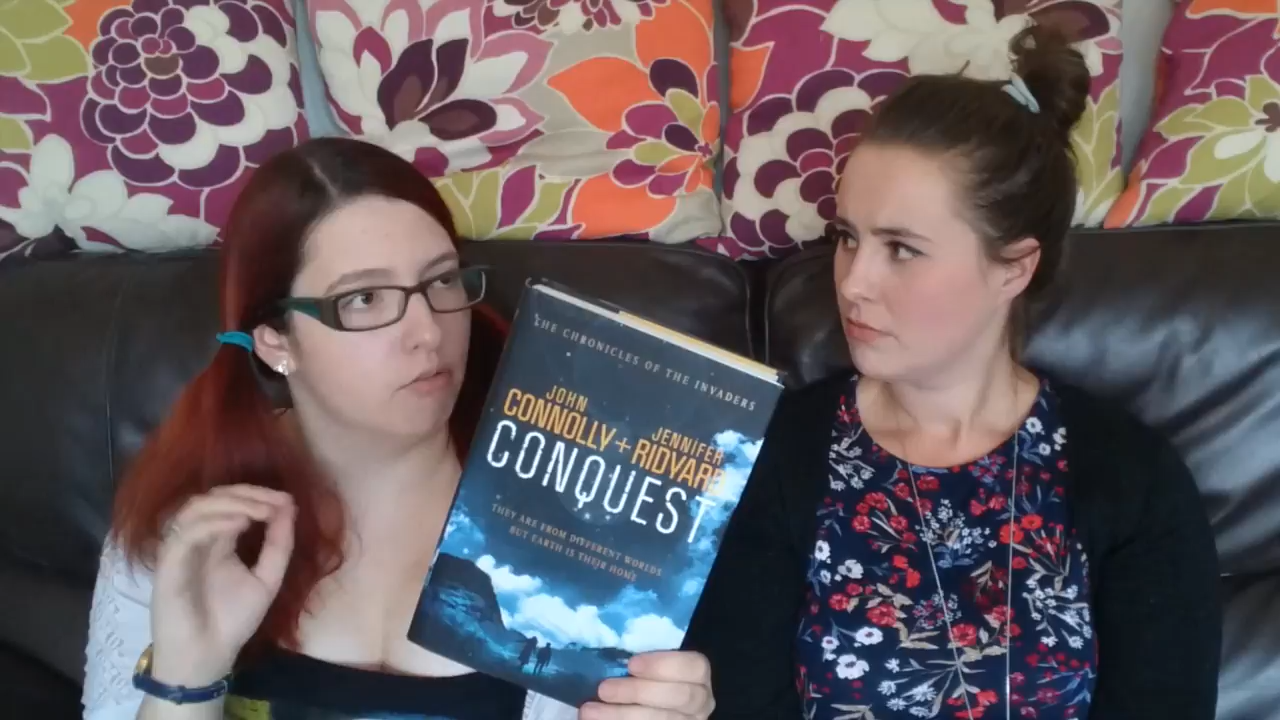 THE CHRONICLES OF THE INVADERS
JOHN
CONNOLLY + JENNIFER
RIDYARD
CONQUEST
THEY ARE FROM DIFFERENT WORLDS
BUT EARTH IS THEIR HOME